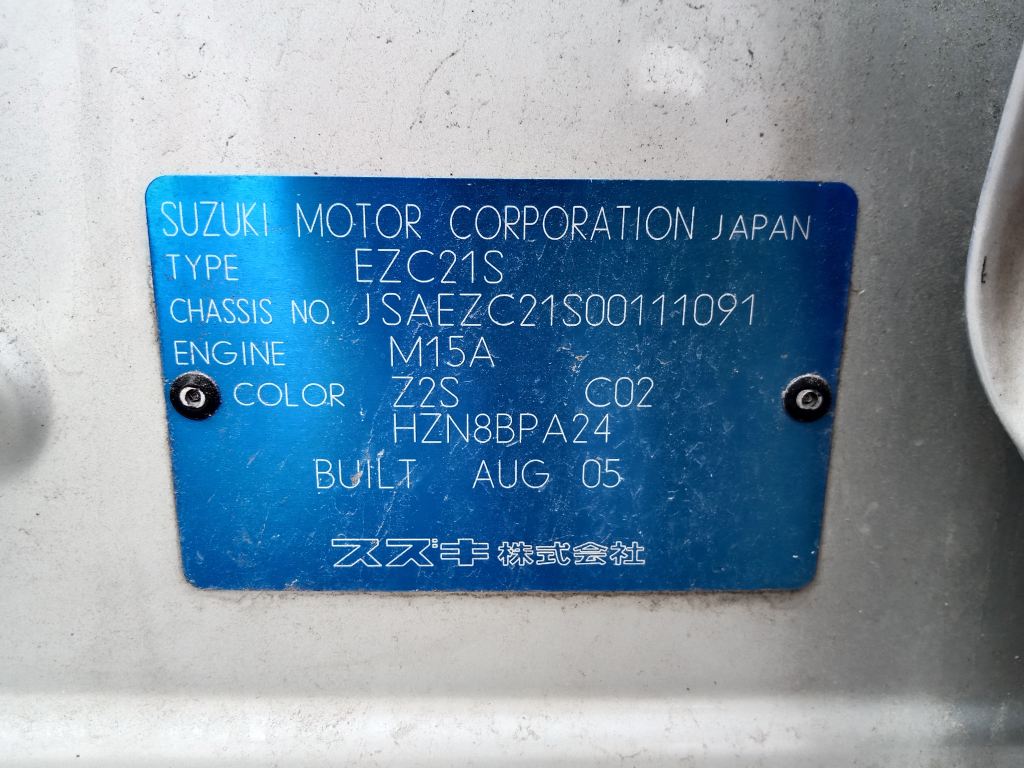 SUZUKI MOTOR CORPORATION JAPAN
TYPE EZC21S
CHASSIS NO. JSAEZC21S00111091
ENGINE M15A
COLOR Z2S C02
HZN8BPA24
BUILT AUG 05
スズキ株式会社